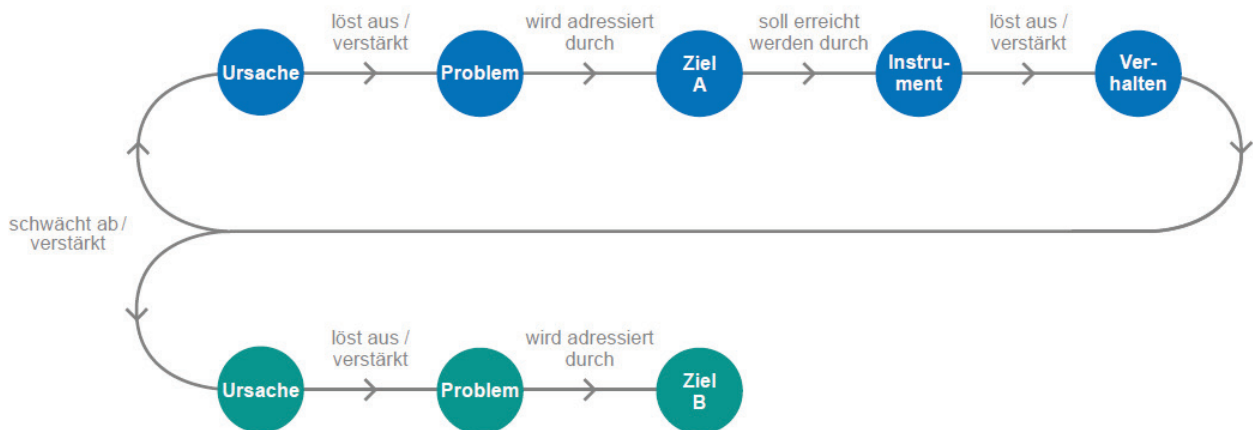 löst aus /
verstärkt
wird adressiert
durch
soll erreicht
werden durch
löst aus /
verstärkt
Ursache
Problem
Ziel
A
Instru-
ment
Ver-
halten
schwächt ab /
verstärkt
löst aus /
verstärkt
wird adressiert
durch
Ursache
Problem
Ziel
B